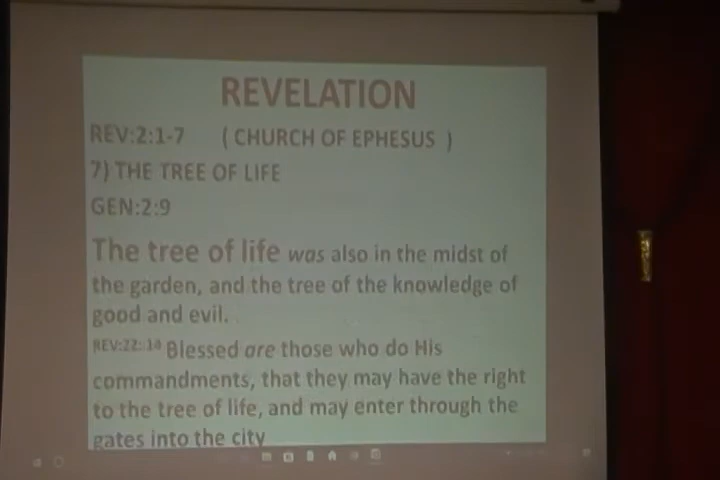 REVELATION
REV:2:1-7 ( CHURCH OF EPHESUS )
7) THE TREE OF LIFE
GEN:2:9
The tree of life was also in the midst of
the garden, and the tree of the knowledge of
good and evil.
REV:22:14 Blessed are those who do His
commandments, that they may have the right
to the tree of life, and may enter through the
gates into the city